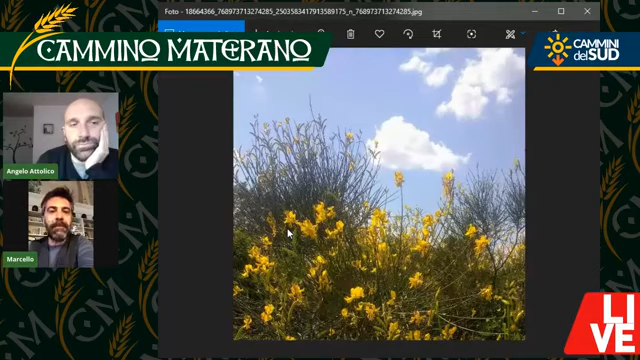 Foto - 18664366_768973713274285_2503583417913589175_n_768973713274285.jpg
CAMMINO MATERANO
CAMMINI
del SUD
Angelo Attolico
Marcello
LIVE